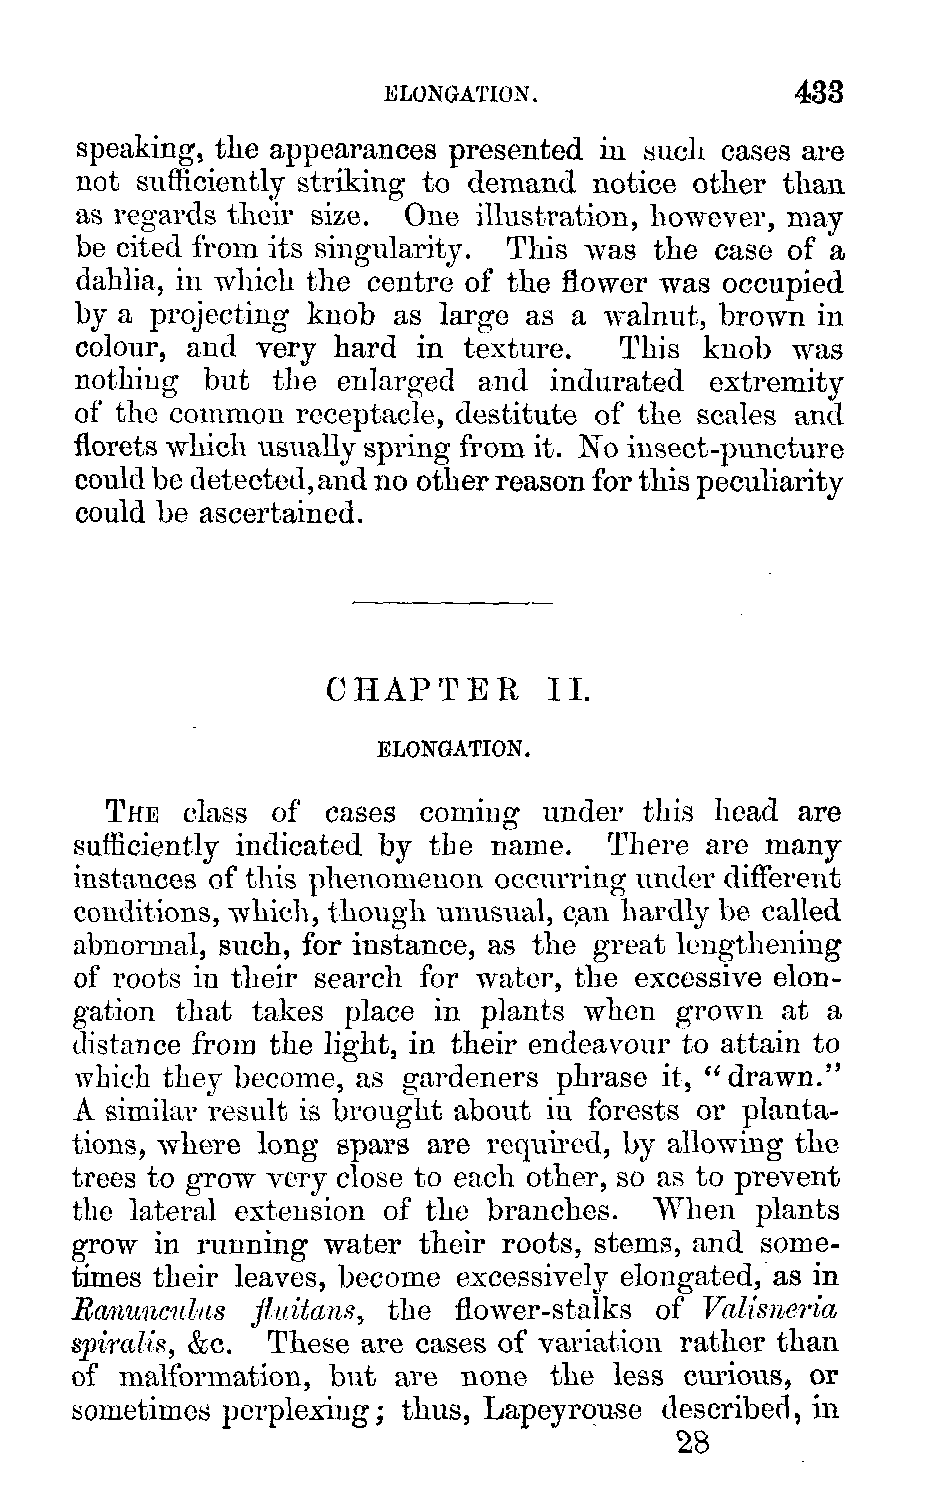 ELONGATION. 433
speaking, the appearances presented in such cases are
not sufficiently striking to demand notice other than
as regards their size. One illustration, however, may
be cited from its singularity. This was the case of a
dahlia, in which the centre of the flower was occupied
by a projecting knob as large as a walnut, brown in
colour, and very hard in texture. This knob was
nothing but the enlarged and indurated extremity
of the common receptacle, destitute of the scales and
florets which usually spring from it. No insect-puncture
could be detected, and no other reason for this peculiarity
could be ascertained.
CHAPTER II.
ELONGATION.
THE class of cases coming under this head are
sufficiently indicated by the name. There are many
instances of this phenomenon occurring under different
conditions, which, though unusual, can hardly be called
abnormal, such, for instance, as the great lengthening
of roots in their search for water, the excessive elon-
gation that takes place in plants when grown at a
distance from the light, in their endeavour to attain to
which they become, as gardeners phrase it, "drawn."
A similar result is brought about in forests or planta-
tions, where long spars are required, by allowing the
trees to grow very close to each other, so as to prevent
the lateral extension of the branches. When plants
grow in running water their roots, stems, and some-
times their leaves, become excessively elongated, as in
Ranunculus fluitans, the flower-stalks of Valisneria
spiralis, &c. These are cases of variation rather than
of malformation, but are none the less curious, or
sometimes perplexing; thus, Lapeyrouse described, in
28